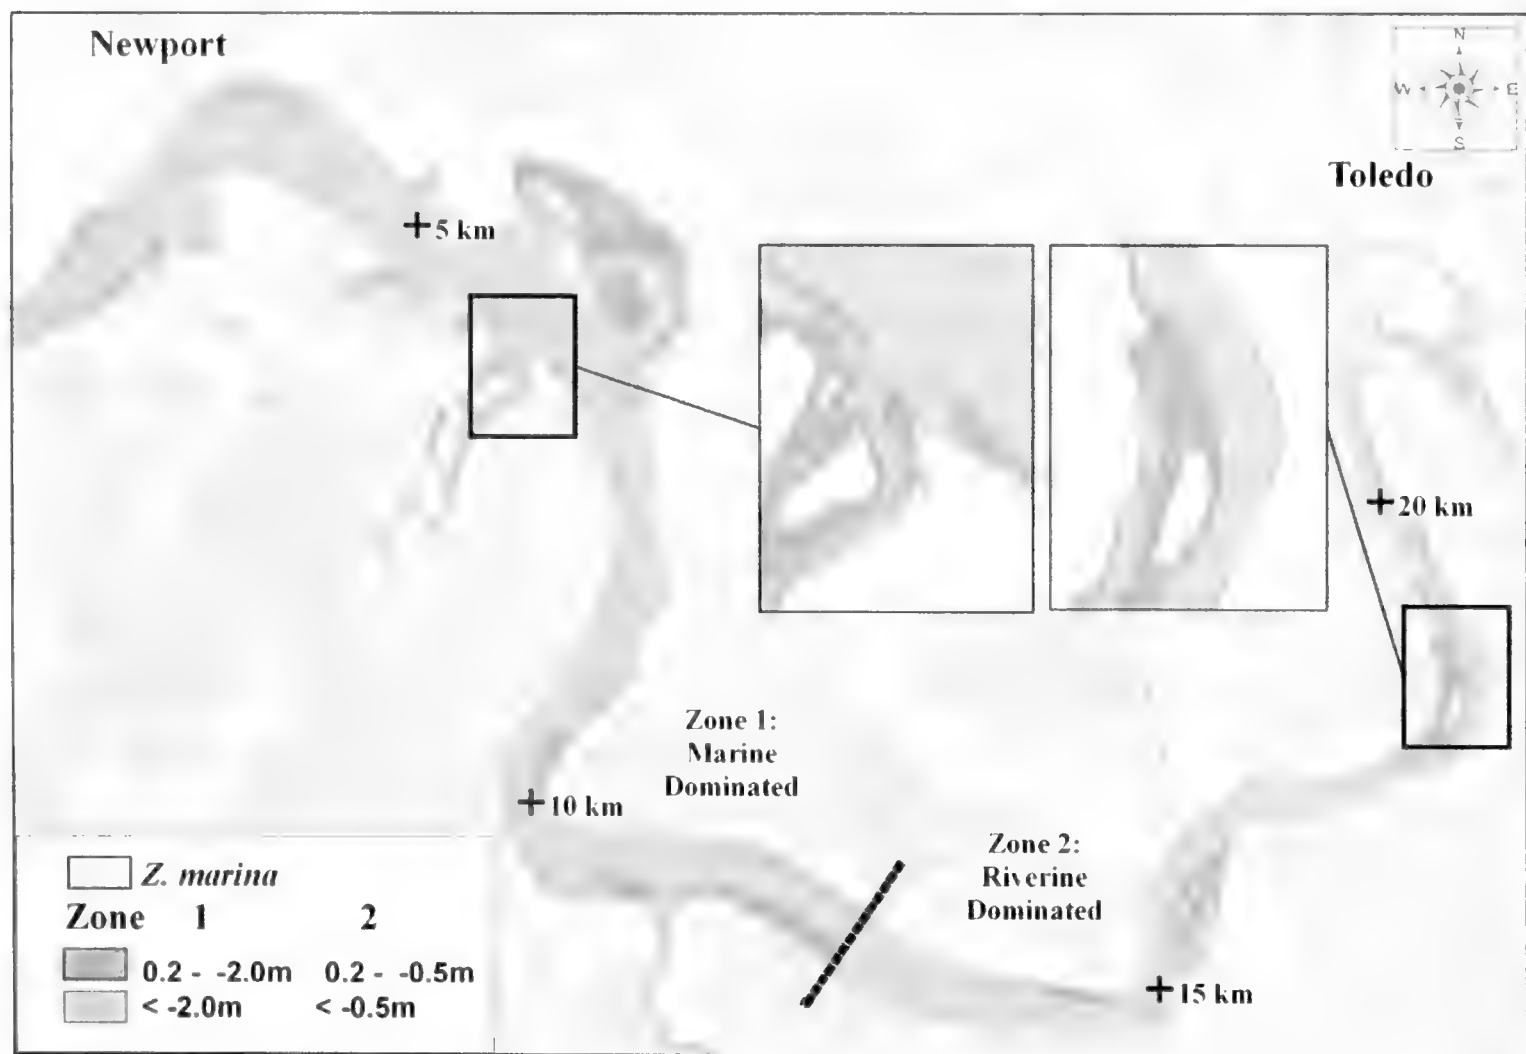 Newport
N
W E
S
Toledo
5 km
20 km
Zone 1:
Marine
Dominated
10 km
Zone 2:
Riverine
Dominated
15 km
Z. marina
Zone 1 2
0.2 - -2.0m 0.2 - -0.5m
< -2.0m < -0.5m